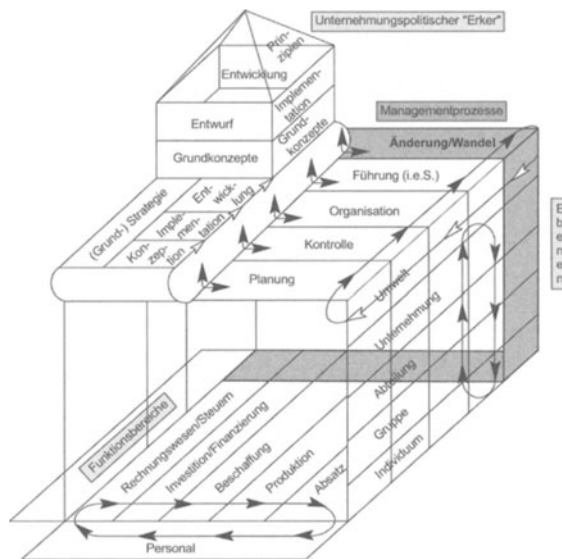 Unternehmungspolitischer "Erker"
Prin-
zipien
Entwicklung
Implemen-
tation
Entwurf
Grund-
konzepte
Grundkonzepte
Managementprozesse
Änderung/Wandel
Führung (i.e.S.)
Organisation
Kontrolle
Planung
(Grund-) Strategie
Ent-
wick-
lung
Imple-
men-
tation
Kon-
zep-
tion
Umwelt
Unternehmung
Abteilung
Gruppe
Individuum
Funktionsbereiche
Rechnungswesen/Steuern
Investition/Finanzierung
Beschaffung
Produktion
Absatz
Personal
E
b
e
n
e
n